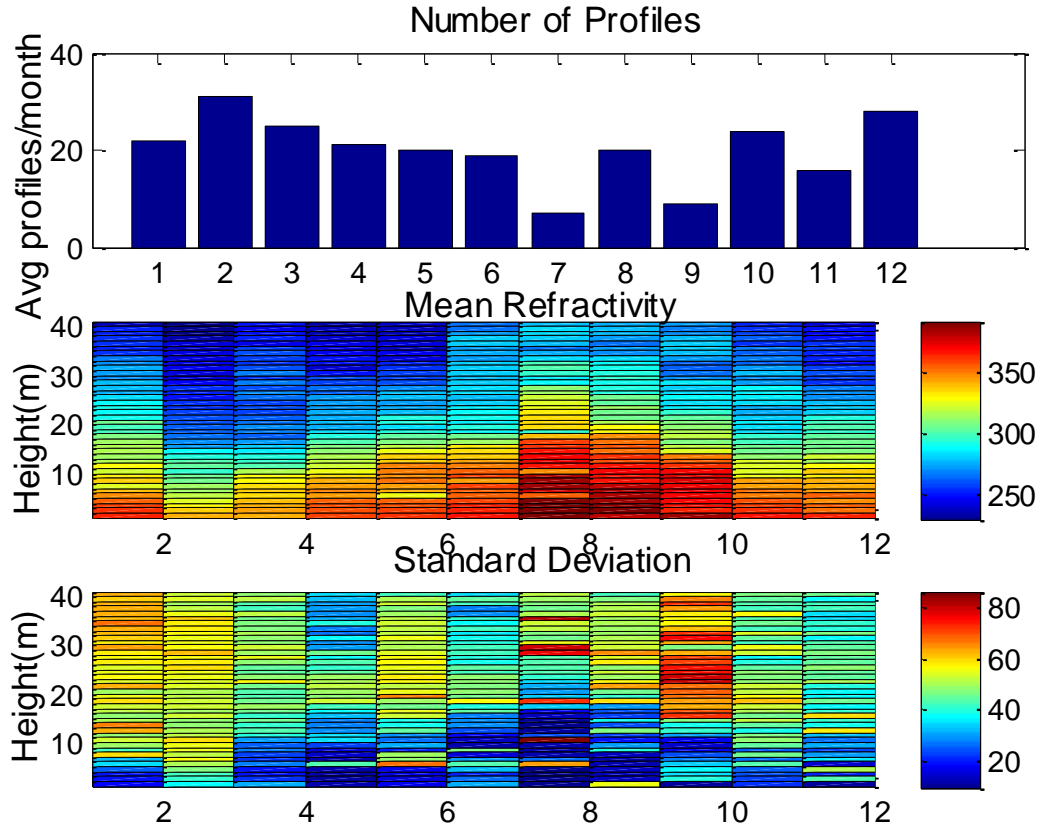 Number of Profiles
Avg profiles/month
40
20
0
1 2 3 4 5 6 7 8 9 10 11 12
Mean Refractivity
Height(m)
40
30
20
10
2 4 6 8 10 12
350
300
250
Standard Deviation
Height(m)
40
30
20
10
2 4 6 8 10 12
80
60
40
20